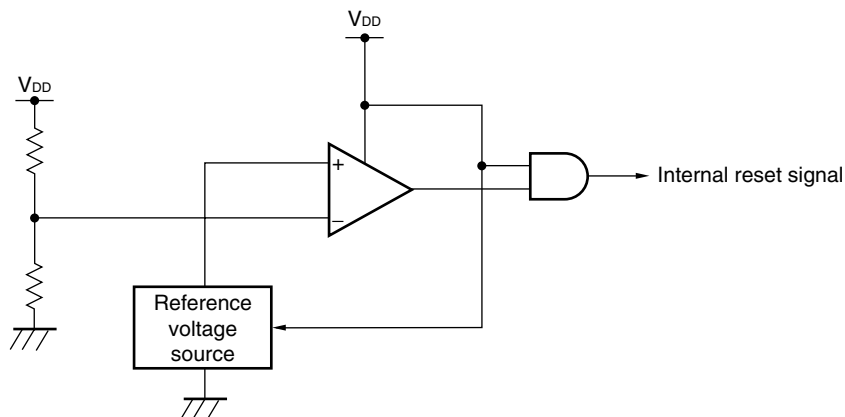 VDD
VDD
+
−
Internal reset signal
Reference
voltage
source